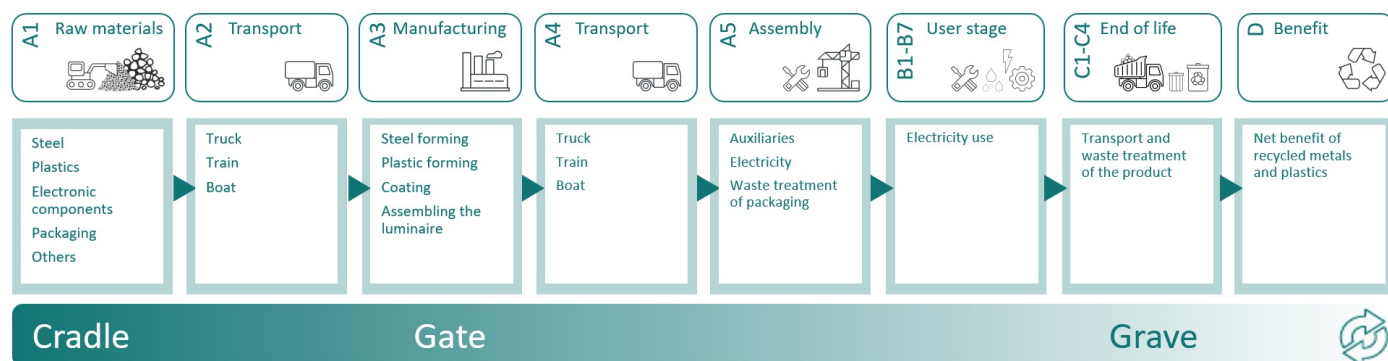 A1 Raw materials
A2 Transport
A3 Manufacturing
A4 Transport
A5 Assembly
B1-B7 User stage
C1-C4 End of life
D Benefit
Steel
Plastics
Electronic
components
Packaging
Others
Truck
Train
Boat
Steel forming
Plastic forming
Coating
Assembling the
luminaire
Truck
Train
Boat
Auxiliaries
Electricity
Waste treatment
of packaging
Electricity use
Transport and
waste treatment
of the product
Net benefit of
recycled metals
and plastics
Cradle
Gate
Grave